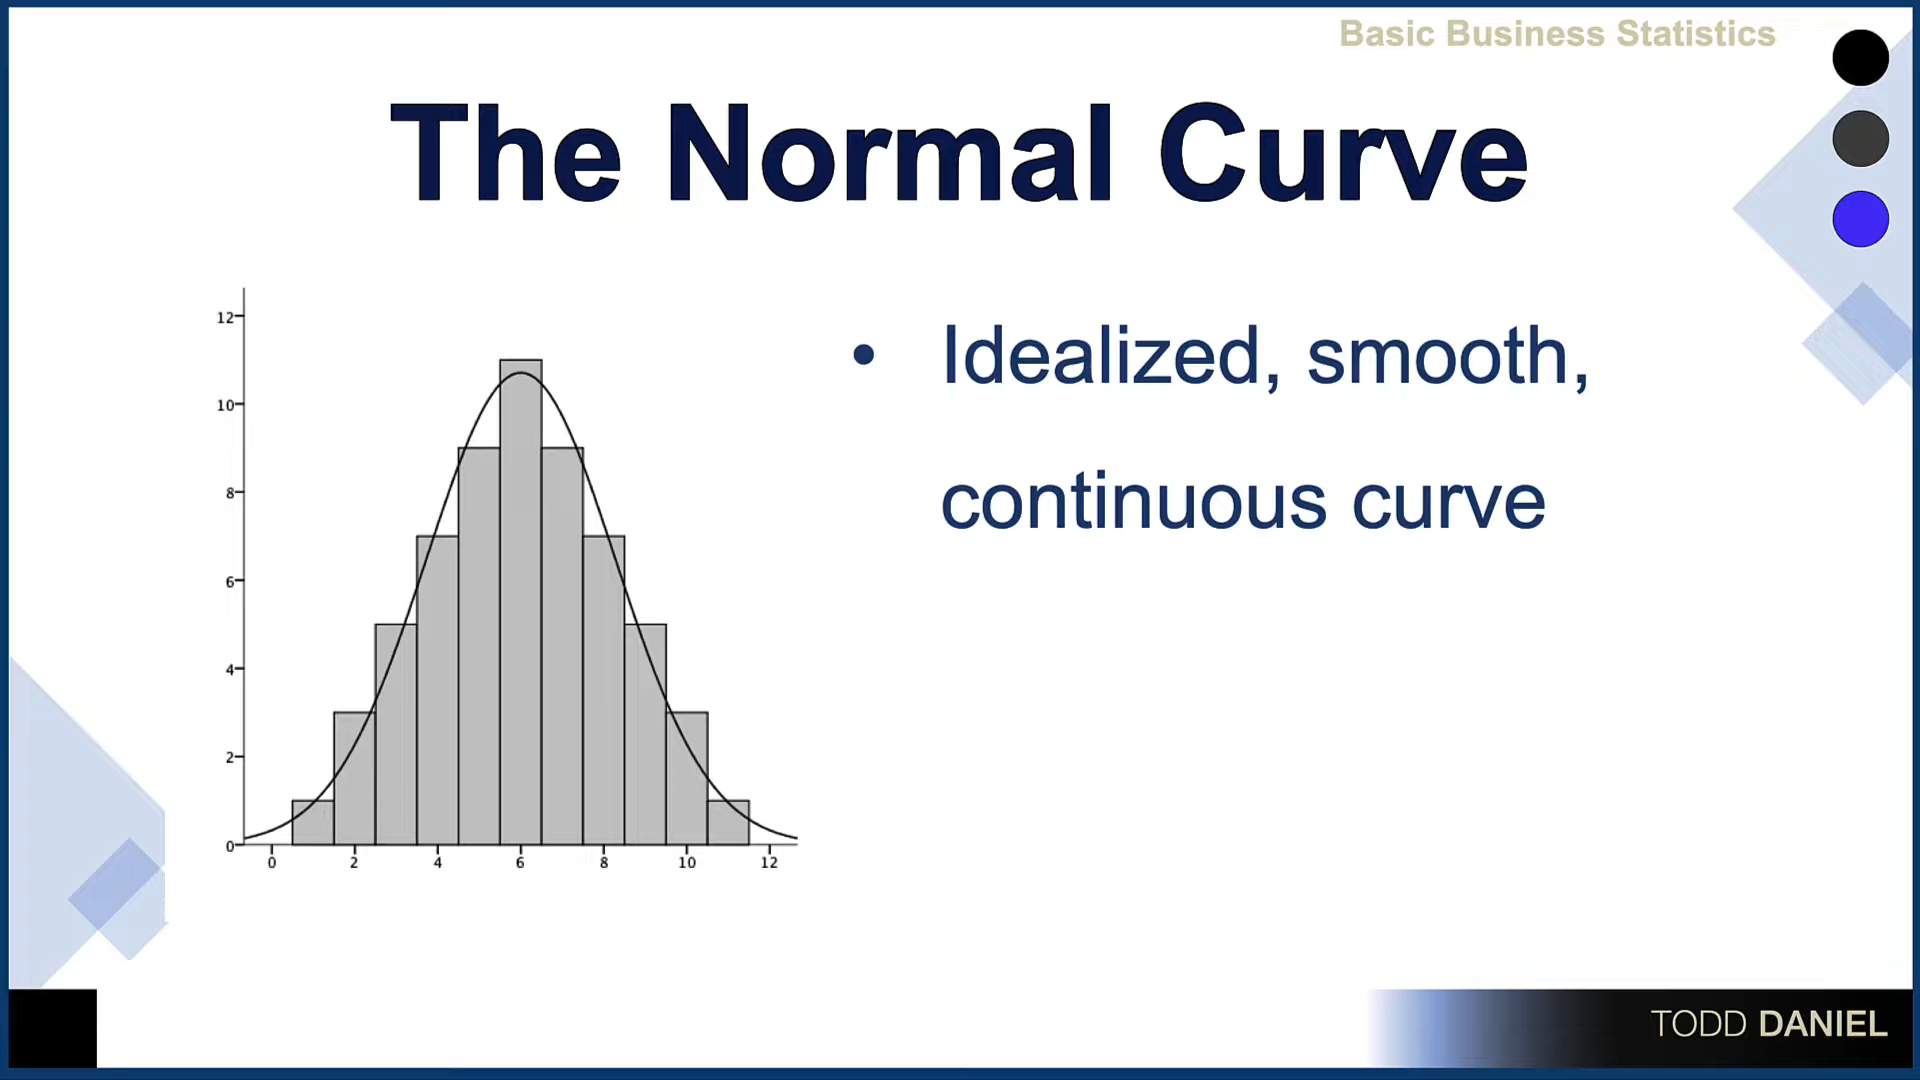 Basic Business Statistics
The Normal Curve
• Idealized, smooth,
continuous curve
12
10
8
6
4
2
0
0 2 4 6 8 10 12
TODD DANIEL